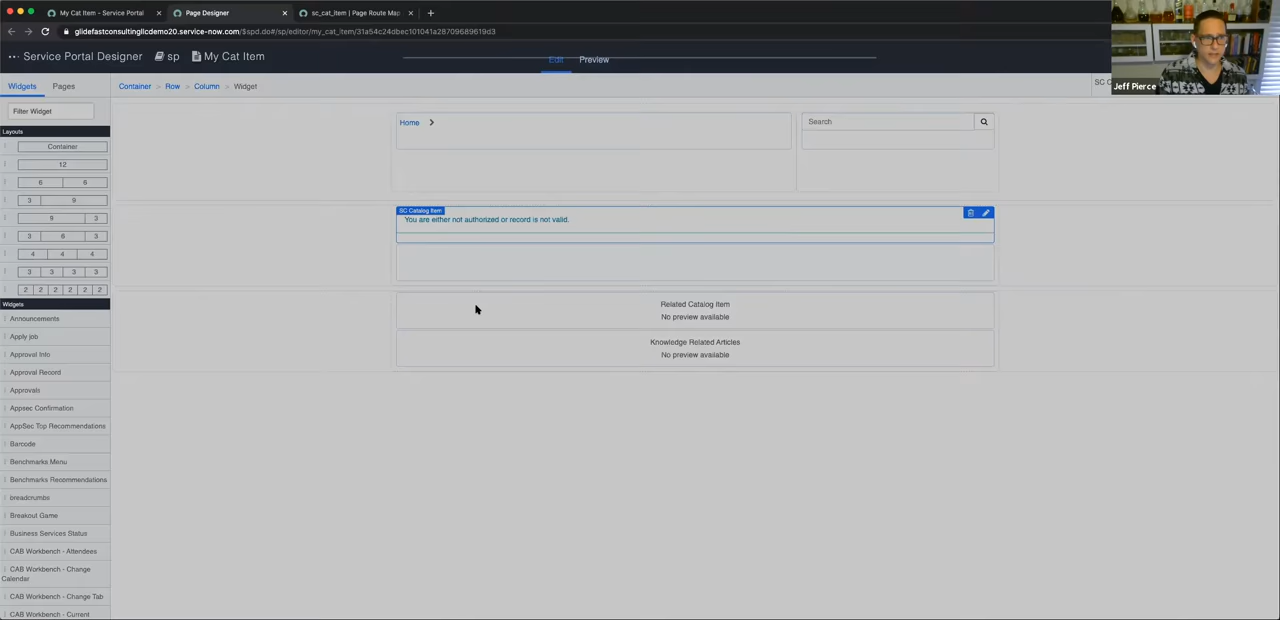 My Cat Item - Service Portal
Page Designer
sc_cat_item | Page Route Map
glidefastconsultingllcdemo20.service-now.com/$spd.do#/sp/editor/my_cat_item/31a54c24dbec101041a28709689619d3
Service Portal Designer
sp
My Cat Item
Edit
Preview
Jeff Pierce
Widgets
Pages
Container > Row > Column > Widget
SC C
Filter Widget
Layouts
Container
12
6 6
3 9
9 3
3 6 3
4 4 4
3 3 3 3
2 2 2 2 2 2
Widgets
Announcements
Apply job
Approval Info
Approval Record
Approvals
Appsec Confirmation
AppSec Top Recommendations
Barcode
Benchmarks Menu
Benchmarks Recommendations
breadcrumbs
Breakout Game
Business Services Status
CAB Workbench - Attendees
CAB Workbench - Change
Calendar
CAB Workbench - Change Tab
CAB Workbench - Current
Home
Search
SC Catalog Item
You are either not authorized or record is not valid.
Related Catalog Item
No preview available
Knowledge Related Articles
No preview available